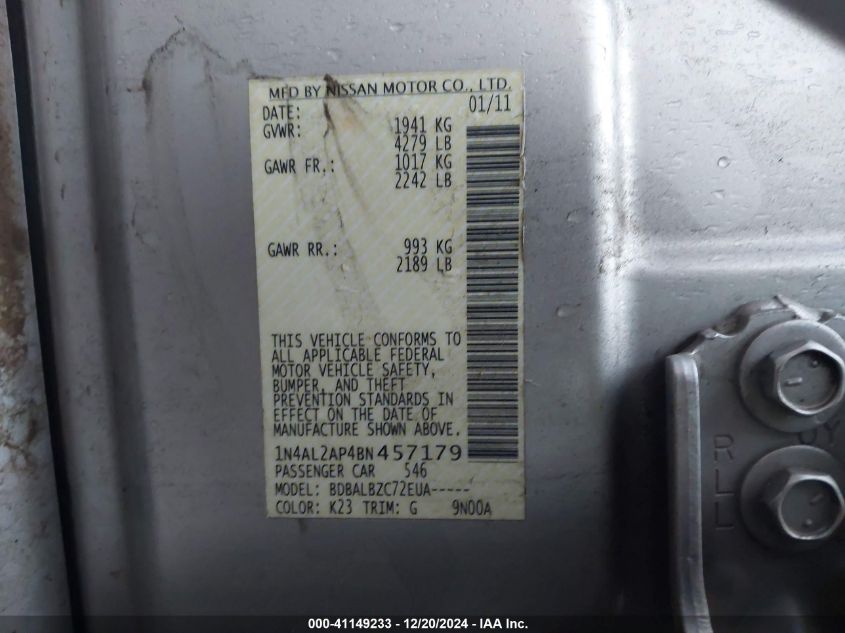 MFD BY NISSAN MOTOR CO., LTD.
DATE: 01/11
GVWR: 1941 KG
4279 LB
GAWR FR.: 1017 KG
2242 LB
GAWR RR.: 993 KG
2189 LB
THIS VEHICLE CONFORMS TO
ALL APPLICABLE FEDERAL
MOTOR VEHICLE SAFETY,
BUMPER, AND THEFT
PREVENTION STANDARDS IN
EFFECT ON THE DATE OF
MANUFACTURE SHOWN ABOVE.
1N4AL2AP4BN457179
PASSENGER CAR 546
MODEL: BDBALBZC72EUA-----
COLOR: K23 TRIM: G 9N00A
RLL
000-41149233 - 12/20/2024 - IAA Inc.